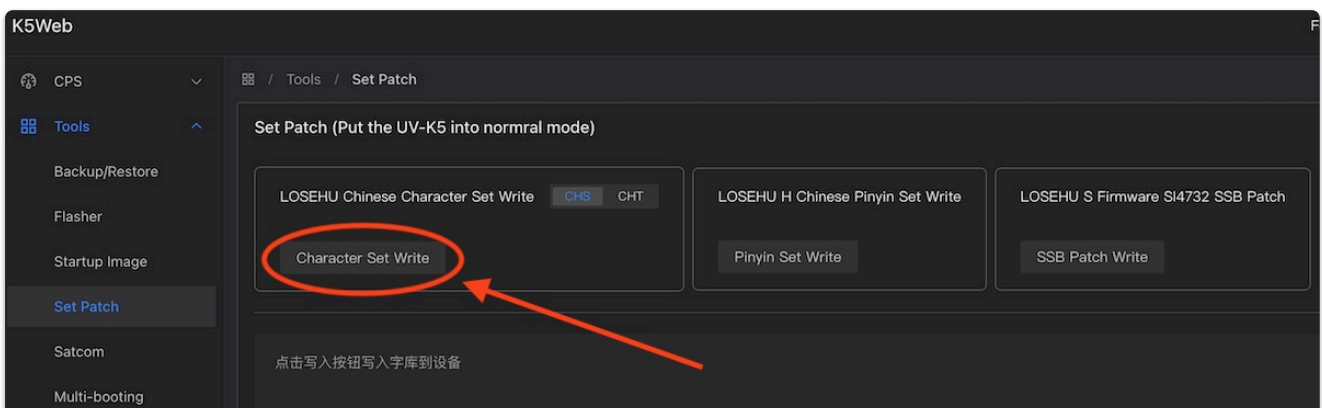 K5Web
F
CPS
/ Tools / Set Patch
Tools
Set Patch (Put the UV-K5 into normral mode)
Backup/Restore
LOSEHU Chinese Character Set Write CHS CHT
LOSEHU H Chinese Pinyin Set Write
LOSEHU S Firmware SI4732 SSB Patch
Flasher
Startup Image
Character Set Write
Pinyin Set Write
SSB Patch Write
Set Patch
Satcom
点击写入按钮写入字库到设备
Multi-booting